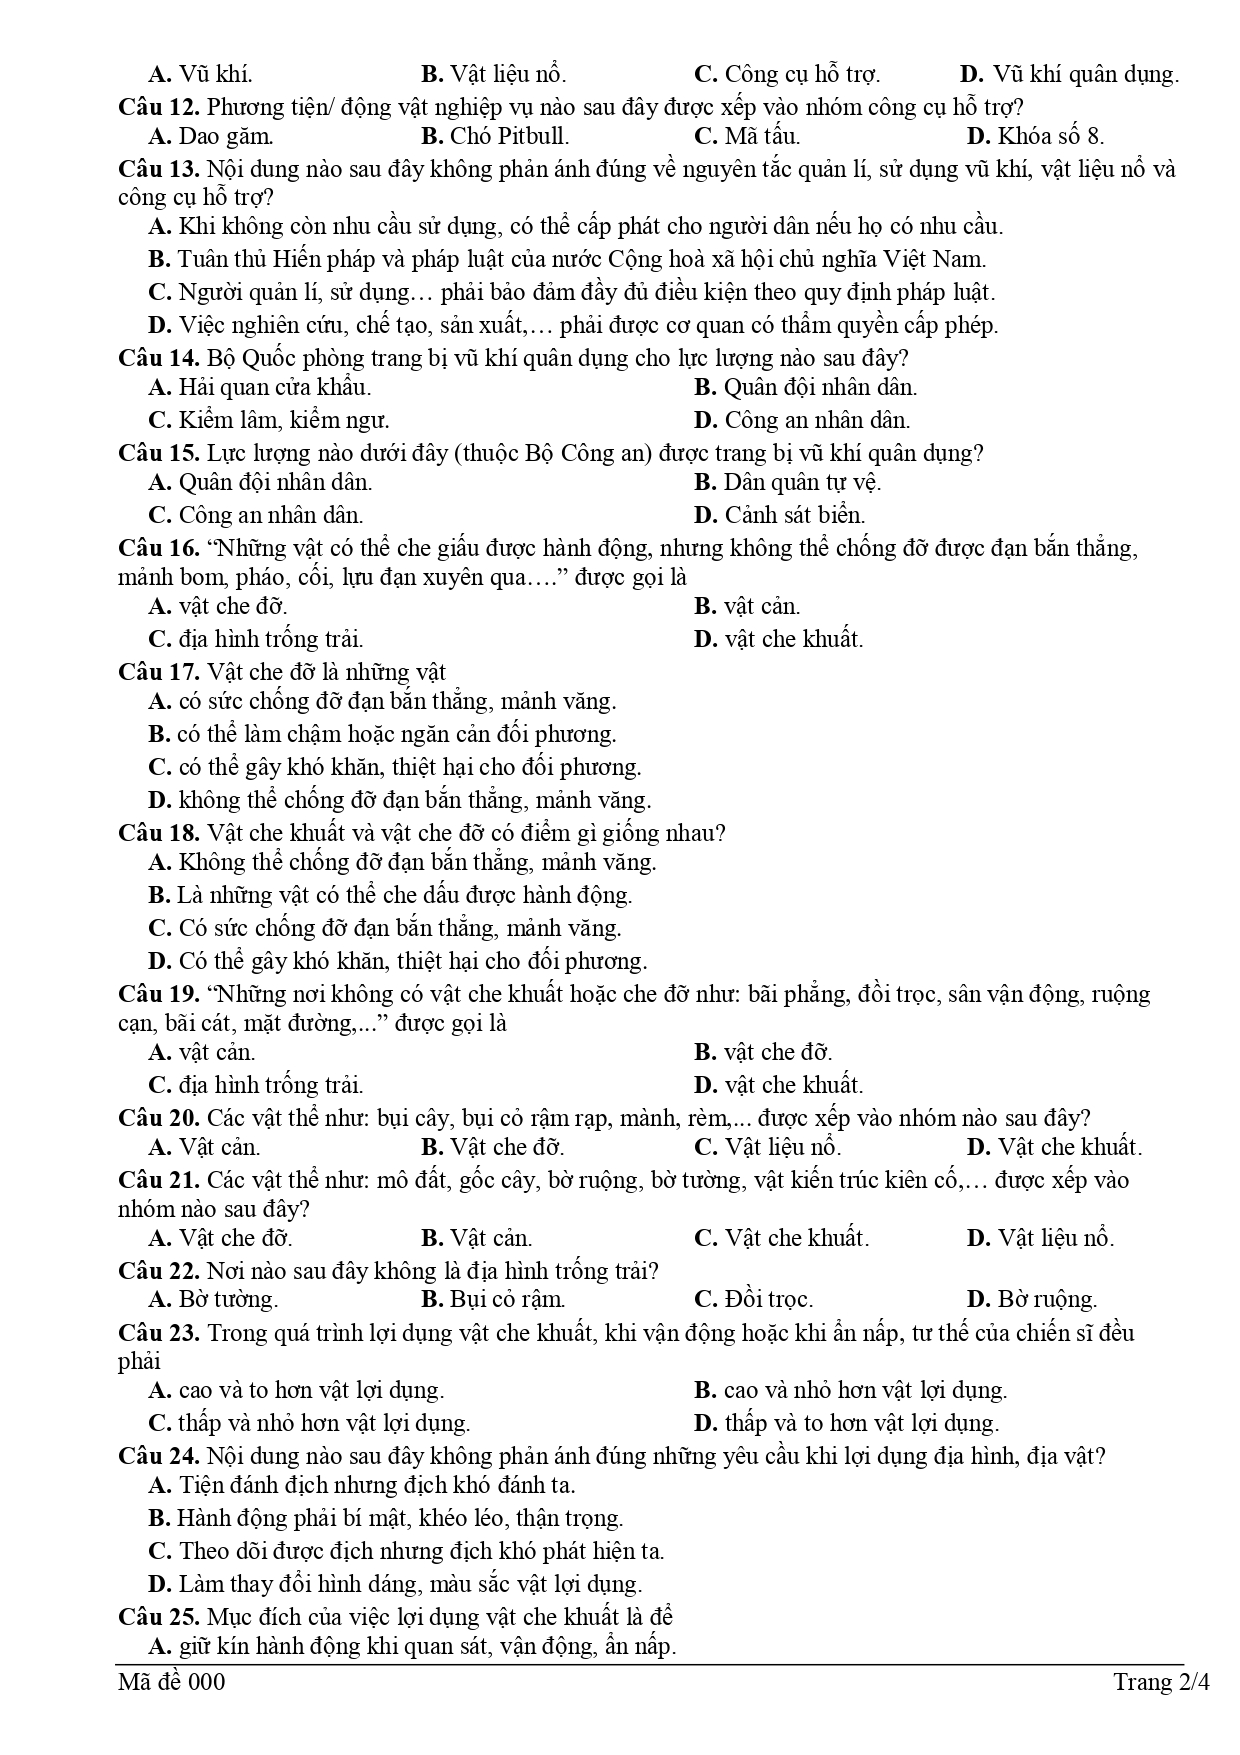 A. Vũ khí. B. Vật liệu nổ. C. Công cụ hỗ trợ. D. Vũ khí quân dụng.
Câu 12. Phương tiện/ động vật nghiệp vụ nào sau đây được xếp vào nhóm công cụ hỗ trợ?
A. Dao găm. B. Chó Pitbull. C. Mã tấu. D. Khóa số 8.
Câu 13. Nội dung nào sau đây không phản ánh đúng về nguyên tắc quản lí, sử dụng vũ khí, vật liệu nổ và
công cụ hỗ trợ?
A. Khi không còn nhu cầu sử dụng, có thể cấp phát cho người dân nếu họ có nhu cầu.
B. Tuân thủ Hiến pháp và pháp luật của nước Cộng hoà xã hội chủ nghĩa Việt Nam.
C. Người quản lí, sử dụng… phải bảo đảm đầy đủ điều kiện theo quy định pháp luật.
D. Việc nghiên cứu, chế tạo, sản xuất,… phải được cơ quan có thẩm quyền cấp phép.
Câu 14. Bộ Quốc phòng trang bị vũ khí quân dụng cho lực lượng nào sau đây?
A. Hải quan cửa khẩu. B. Quân đội nhân dân.
C. Kiểm lâm, kiểm ngư. D. Công an nhân dân.
Câu 15. Lực lượng nào dưới đây (thuộc Bộ Công an) được trang bị vũ khí quân dụng?
A. Quân đội nhân dân. B. Dân quân tự vệ.
C. Công an nhân dân. D. Cảnh sát biển.
Câu 16. “Những vật có thể che giấu được hành động, nhưng không thể chống đỡ được đạn bắn thẳng,
mảnh bom, pháo, cối, lựu đạn xuyên qua….” được gọi là
A. vật che đỡ. B. vật cản.
C. địa hình trống trải. D. vật che khuất.
Câu 17. Vật che đỡ là những vật
A. có sức chống đỡ đạn bắn thẳng, mảnh văng.
B. có thể làm chậm hoặc ngăn cản đối phương.
C. có thể gây khó khăn, thiệt hại cho đối phương.
D. không thể chống đỡ đạn bắn thẳng, mảnh văng.
Câu 18. Vật che khuất và vật che đỡ có điểm gì giống nhau?
A. Không thể chống đỡ đạn bắn thẳng, mảnh văng.
B. Là những vật có thể che dấu được hành động.
C. Có sức chống đỡ đạn bắn thẳng, mảnh văng.
D. Có thể gây khó khăn, thiệt hại cho đối phương.
Câu 19. “Những nơi không có vật che khuất hoặc che đỡ như: bãi phẳng, đồi trọc, sân vận động, ruộng
cạn, bãi cát, mặt đường,...” được gọi là
A. vật cản. B. vật che đỡ.
C. địa hình trống trải. D. vật che khuất.
Câu 20. Các vật thể như: bụi cây, bụi cỏ rậm rạp, mành, rèm,... được xếp vào nhóm nào sau đây?
A. Vật cản. B. Vật che đỡ. C. Vật liệu nổ. D. Vật che khuất.
Câu 21. Các vật thể như: mô đất, gốc cây, bờ ruộng, bờ tường, vật kiến trúc kiên cố,… được xếp vào
nhóm nào sau đây?
A. Vật che đỡ. B. Vật cản. C. Vật che khuất. D. Vật liệu nổ.
Câu 22. Nơi nào sau đây không là địa hình trống trải?
A. Bờ tường. B. Bụi cỏ rậm. C. Đồi trọc. D. Bờ ruộng.
Câu 23. Trong quá trình lợi dụng vật che khuất, khi vận động hoặc khi ẩn nấp, tư thế của chiến sĩ đều
phải
A. cao và to hơn vật lợi dụng. B. cao và nhỏ hơn vật lợi dụng.
C. thấp và nhỏ hơn vật lợi dụng. D. thấp và to hơn vật lợi dụng.
Câu 24. Nội dung nào sau đây không phản ánh đúng những yêu cầu khi lợi dụng địa hình, địa vật?
A. Tiện đánh địch nhưng địch khó đánh ta.
B. Hành động phải bí mật, khéo léo, thận trọng.
C. Theo dõi được địch nhưng địch khó phát hiện ta.
D. Làm thay đổi hình dáng, màu sắc vật lợi dụng.
Câu 25. Mục đích của việc lợi dụng vật che khuất là để
A. giữ kín hành động khi quan sát, vận động, ẩn nấp.
Mã đề 000 Trang 2/4